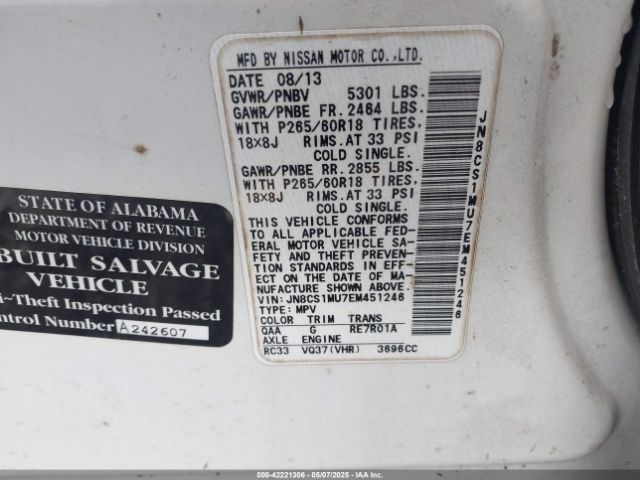 STATE OF ALABAMA
DEPARTMENT OF REVENUE
MOTOR VEHICLE DIVISION
BUILT SALVAGE
VEHICLE
i-Theft Inspection Passed
ontrol Number A242607
MFD BY NISSAN MOTOR CO.,LTD.
DATE 08/13
GVWR/PNBV 5301 LBS.
GAWR/PNBE FR. 2464 LBS.
WITH P265/60R18 TIRES.
18X8J RIMS. AT 33 PSI
COLD SINGLE.
GAWR/PNBE RR. 2855 LBS.
WITH P265/60R18 TIRES.
18X8J RIMS. AT 33 PSI
COLD SINGLE.
THIS VEHICLE CONFORMS
TO ALL APPLICABLE FED-
ERAL MOTOR VEHICLE SA-
FETY AND THEFT PREVENTION
STANDARDS IN EFF-
ECT ON THE DATE OF MA-
NUFACTURE SHOWN ABOVE.
VIN: JN8CS1MU7EM451246
TYPE: MPV
COLOR TRIM TRANS
QAA G RE7R01A
AXLE ENGINE
RC33 VQ37(VHR) 3696CC
JN8CS1MU7EM451246
000-42221306 - 05/07/2025 - IAA Inc.